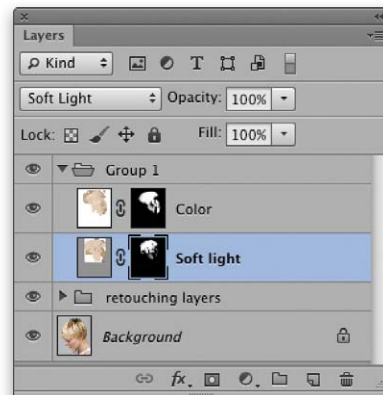 Layers
Kind
T
Soft Light Opacity: 100%
Lock: Fill: 100%
Group 1
Color
Soft light
retouching layers
Background
fx.